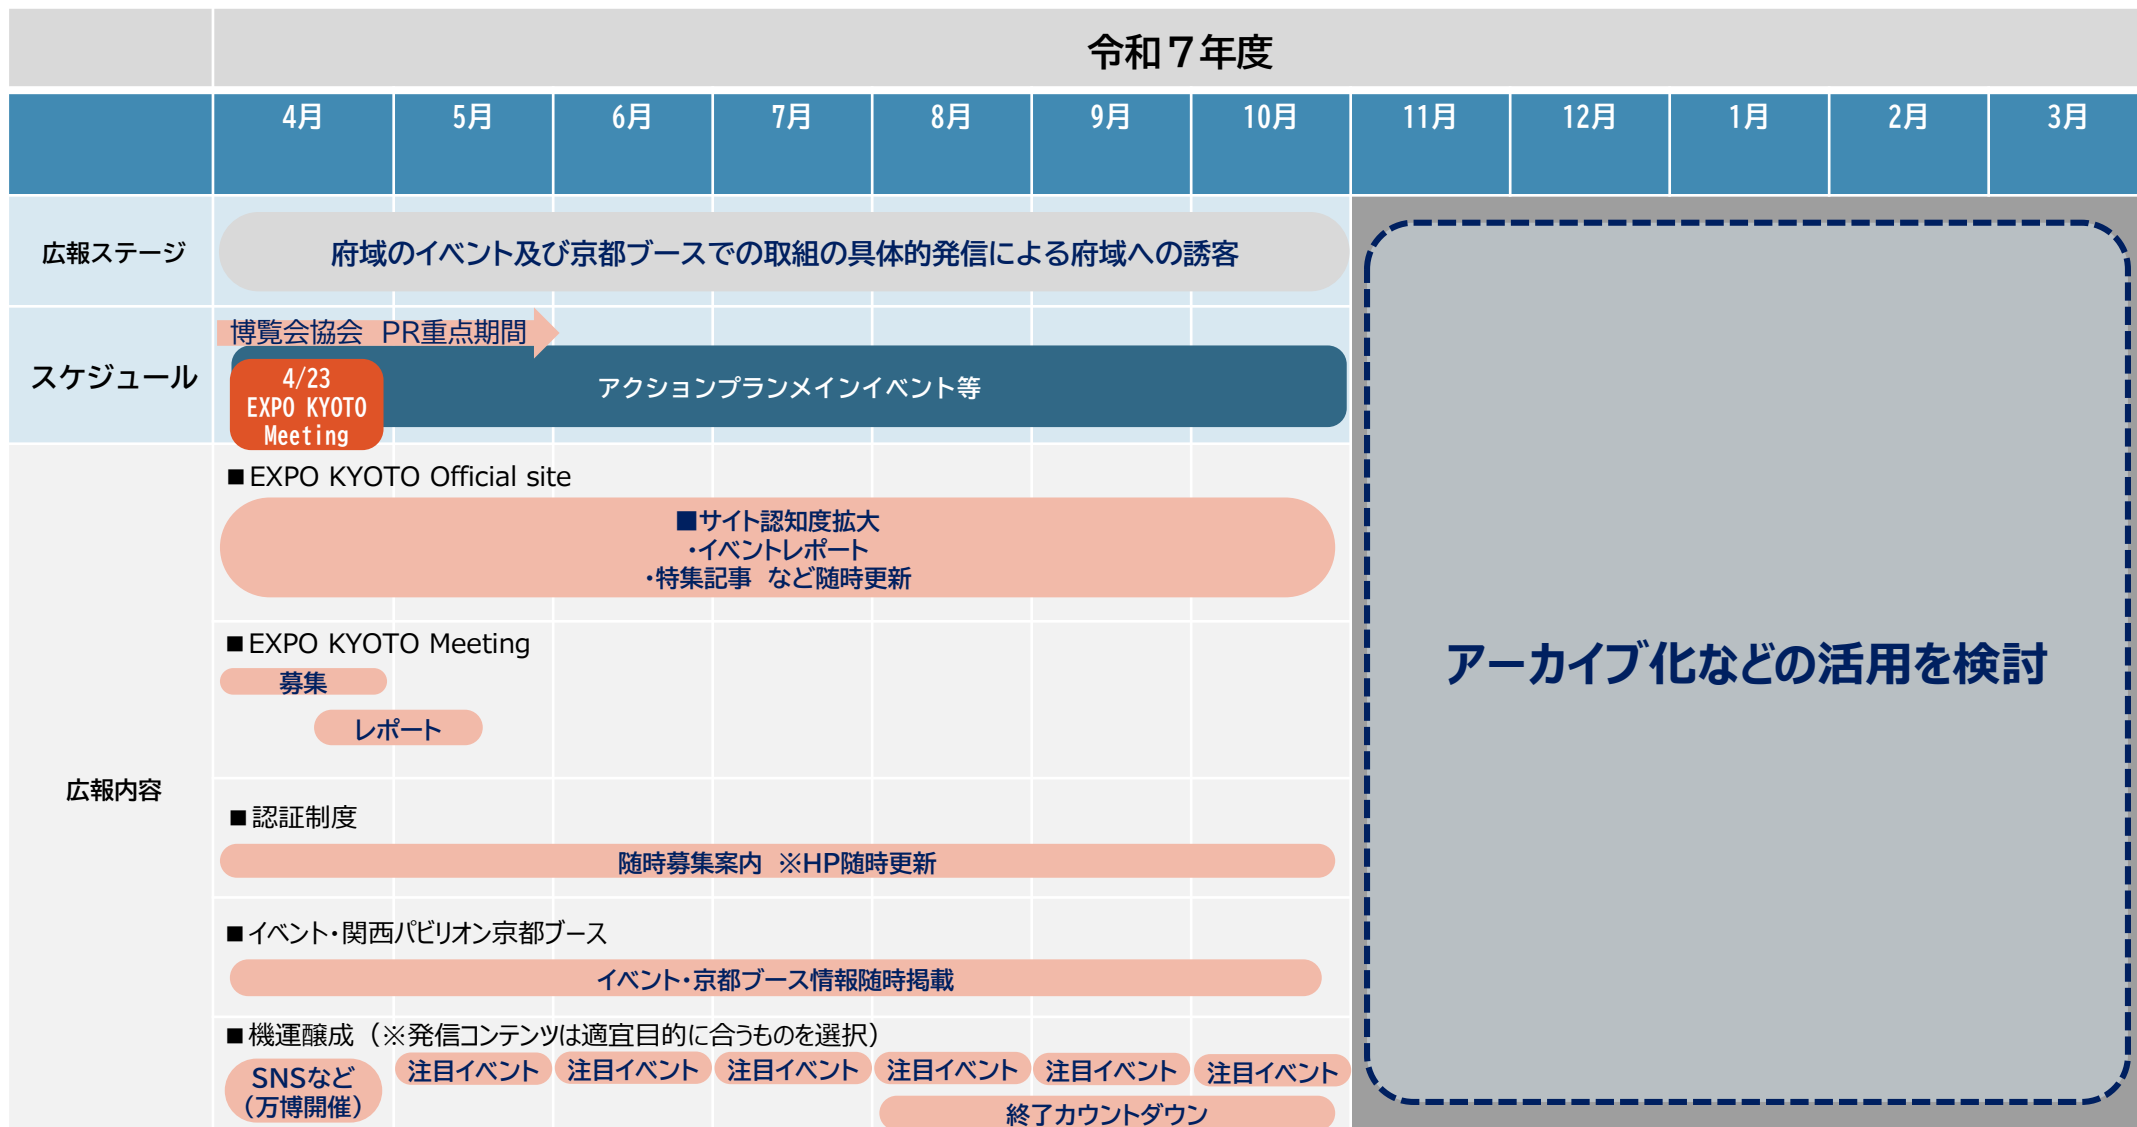 令和７年度
4月
5月
6月
7月
8月
9月
10月
11月
12月
1月
2月
3月
広報ステージ
府域のイベント及び京都ブースでの取組の具体的発信による府域への誘客
スケジュール
博覧会協会　PR重点期間
4/23
EXPO KYOTO
Meeting
アクションプランメインイベント等
広報内容
■EXPO KYOTO Official site
■サイト認知度拡大
・イベントレポート
・特集記事　など随時更新
■EXPO KYOTO Meeting
募集
レポート
■認証制度
随時募集案内　※HP随時更新
■イベント・関西パビリオン京都ブース
イベント・京都ブース情報随時掲載
■機運醸成（※発信コンテンツは適宜目的に合うものを選択）
SNSなど
（万博開催）
注目イベント
注目イベント
注目イベント
注目イベント
注目イベント
注目イベント
終了カウントダウン
アーカイブ化などの活用を検討